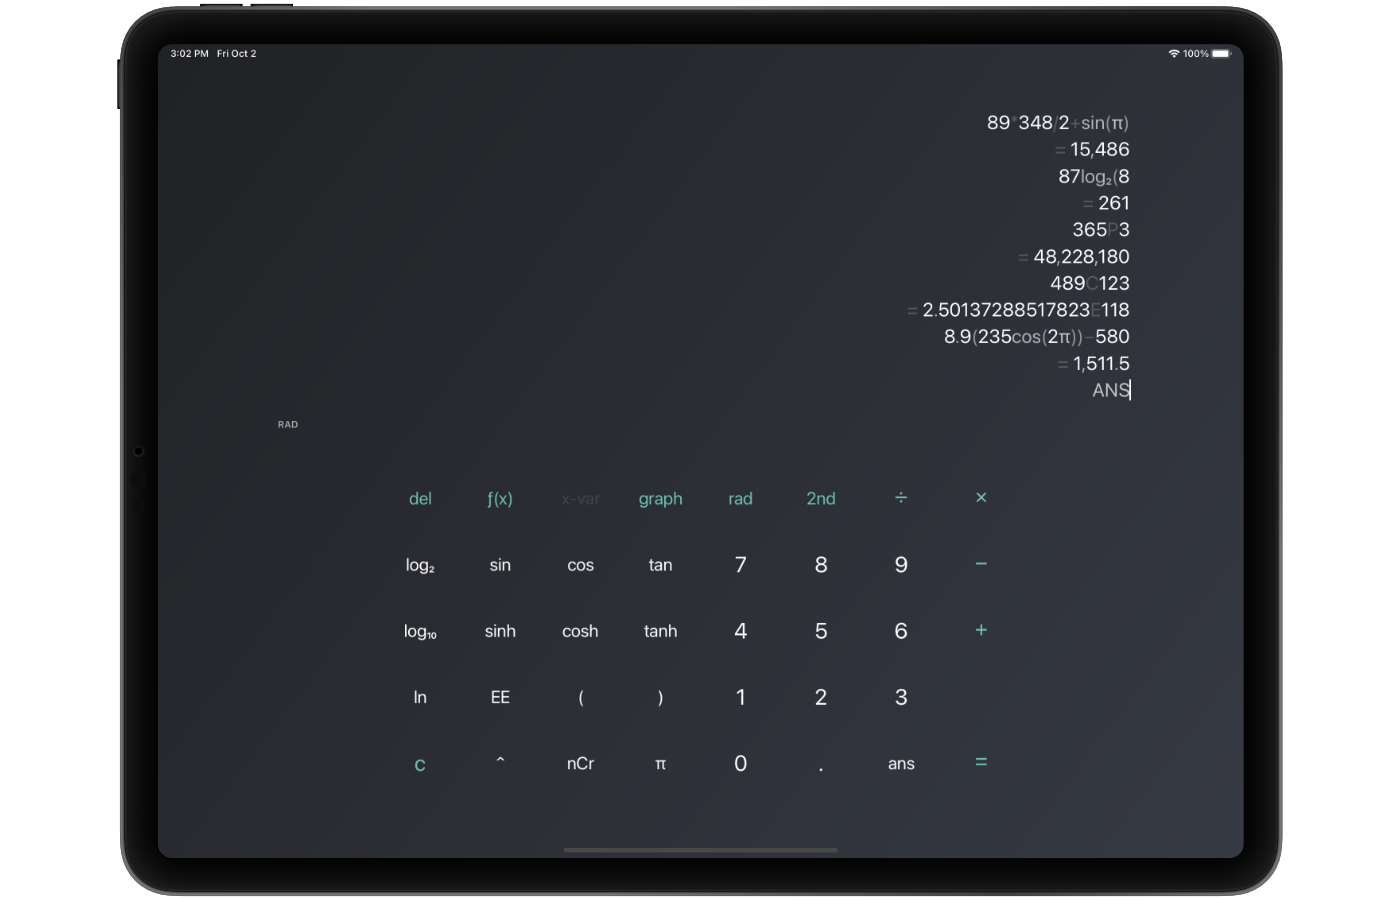 3:02 PM Fri Oct 2
100%
89*348/2+sin(π)
= 15,486
87log₂(8
= 261
365P3
= 48,228,180
489C123
= 2.50137288517823E118
8.9(235cos(2π))−580
= 1,511.5
ANS
RAD
del ƒ(x) x-var graph rad 2nd ÷ ×
log₂ sin cos tan 7 8 9 −
log₁₀ sinh cosh tanh 4 5 6 +
ln EE ( ) 1 2 3
c ^ nCr π 0 . ans =